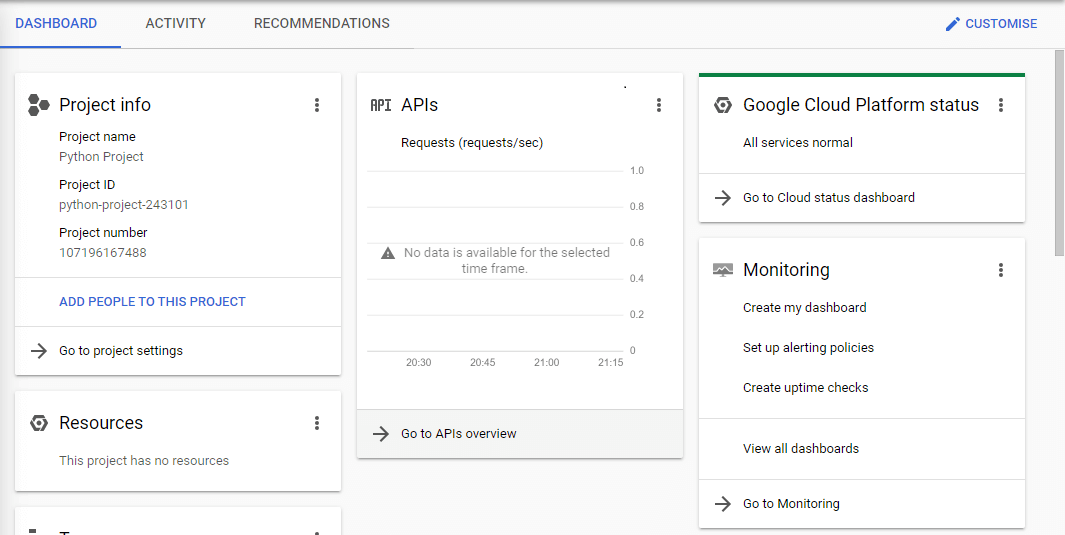 DASHBOARD
ACTIVITY
RECOMMENDATIONS
CUSTOMISE
Project info
Project name
Python Project
Project ID
python-project-243101
Project number
107196167488
ADD PEOPLE TO THIS PROJECT
Go to project settings
Resources
This project has no resources
API APIs
Requests (requests/sec)
1.0
0.8
0.6
0.4
0.2
0
No data is available for the selected
time frame.
20:30
20:45
21:00
21:15
Go to APIs overview
Google Cloud Platform status
All services normal
Go to Cloud status dashboard
Monitoring
Create my dashboard
Set up alerting policies
Create uptime checks
View all dashboards
Go to Monitoring